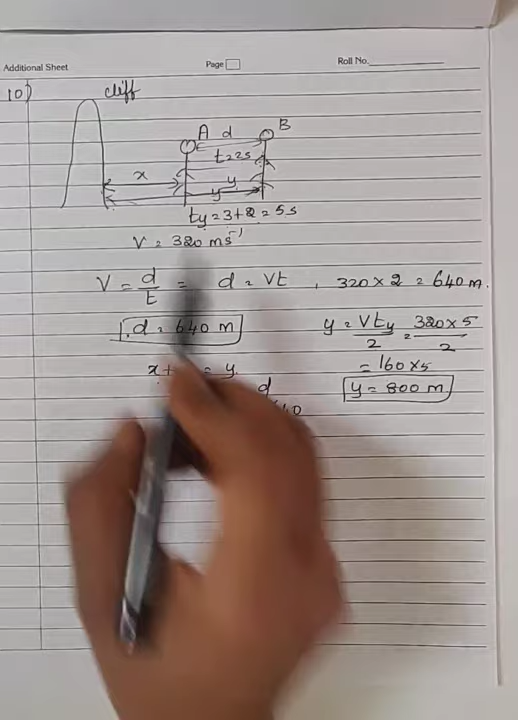 Additional Sheet Page Roll No.
10) cliff
A d B
t=2s
x y
y
ty = 3+2 = 5s
V = 320 ms⁻¹
V = d/t = d = Vt , 320 × 2 = 640 m.
d = 640 m
y = Vty/2 = 320×5/2
= 160×5
y = 800 m
x+ = y
d